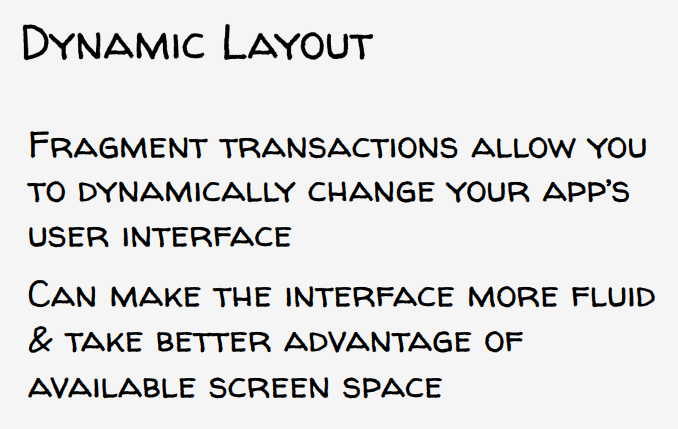 Dynamic Layout
Fragment transactions allow you
to dynamically change your app's
user interface
Can make the interface more fluid
& take better advantage of
available screen space